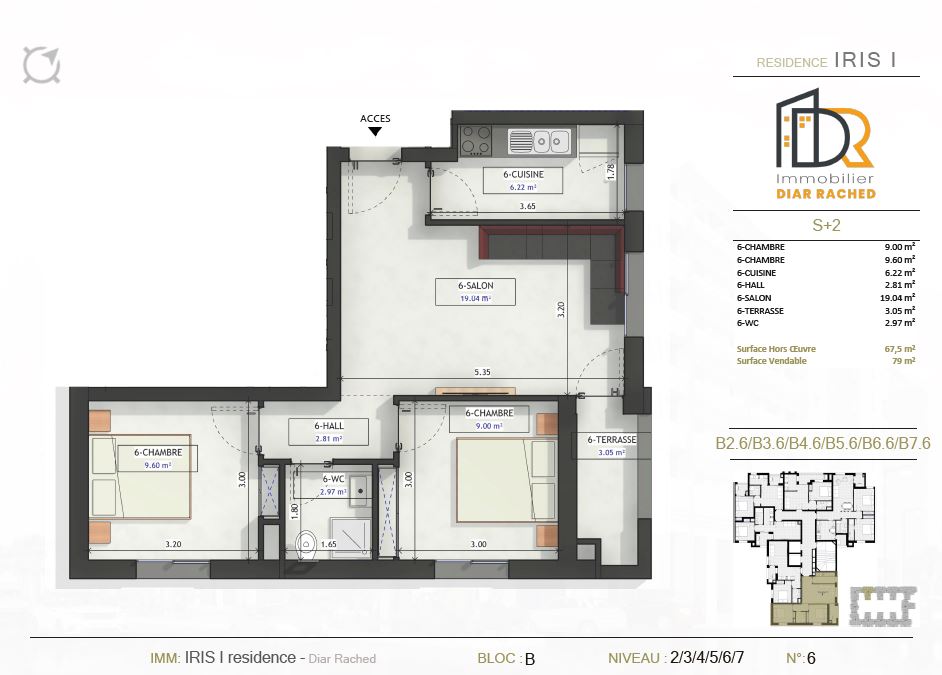 RESIDENCE IRIS I
Immobilier
DIAR RACHED
S+2
6-CHAMBRE 9.00 m²
6-CHAMBRE 9.60 m²
6-CUISINE 6.22 m²
6-HALL 2.81 m²
6-SALON 19.04 m²
6-TERRASSE 3.05 m²
6-WC 2.97 m²
Surface Hors Œuvre 67,5 m²
Surface Vendable 79 m²
B2.6/B3.6/B4.6/B5.6/B6.6/B7.6
ACCES
6-CUISINE
6.22 m²
1.78
3.65
6-SALON
19.04 m²
3.20
5.35
6-HALL
2.81 m²
6-CHAMBRE
9.00 m²
6-TERRASSE
3.05 m²
6-CHAMBRE
9.60 m²
3.00
6-WC
2.97 m²
3.00
1.80
3.20
1.65
3.00
IMM: IRIS I residence - Diar Rached
BLOC : B
NIVEAU : 2/3/4/5/6/7
N°: 6